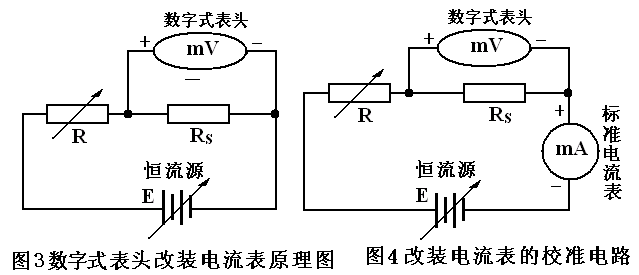 数字式表头
+
mV
−
—
R
Rs
恒流源
E
图3数字式表头改装电流表原理图
数字式表头
+
mV
−
R
Rs
+
mA
−
标准电流表
恒流源
E
图4改装电流表的校准电路